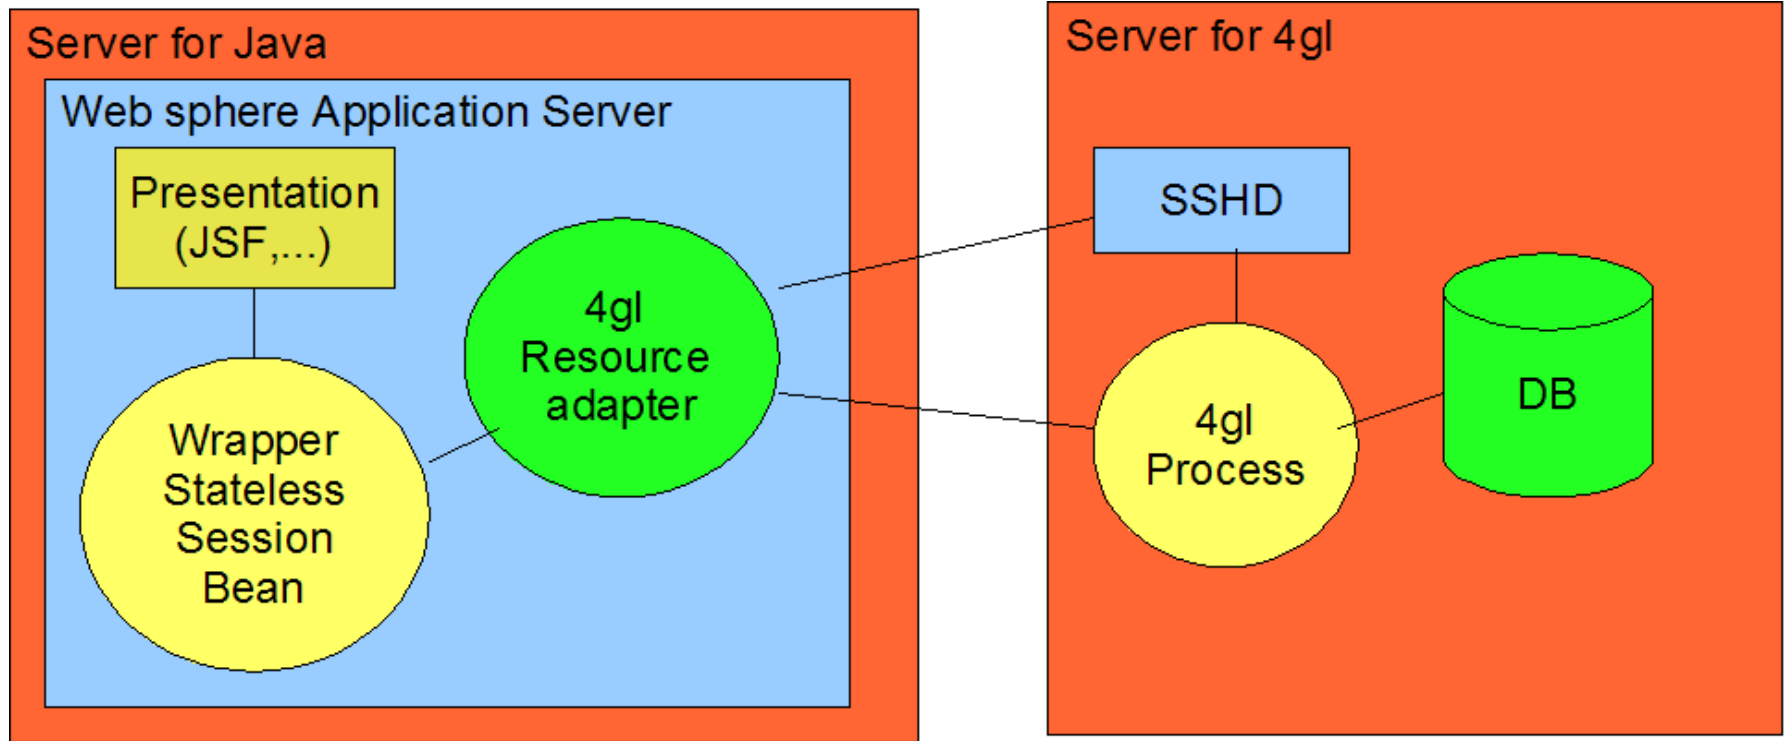 Server for Java
Web sphere Application Server
Presentation
(JSF,...)
4gl
Resource
adapter
Wrapper
Stateless
Session
Bean
Server for 4gl
SSHD
4gl
Process
DB